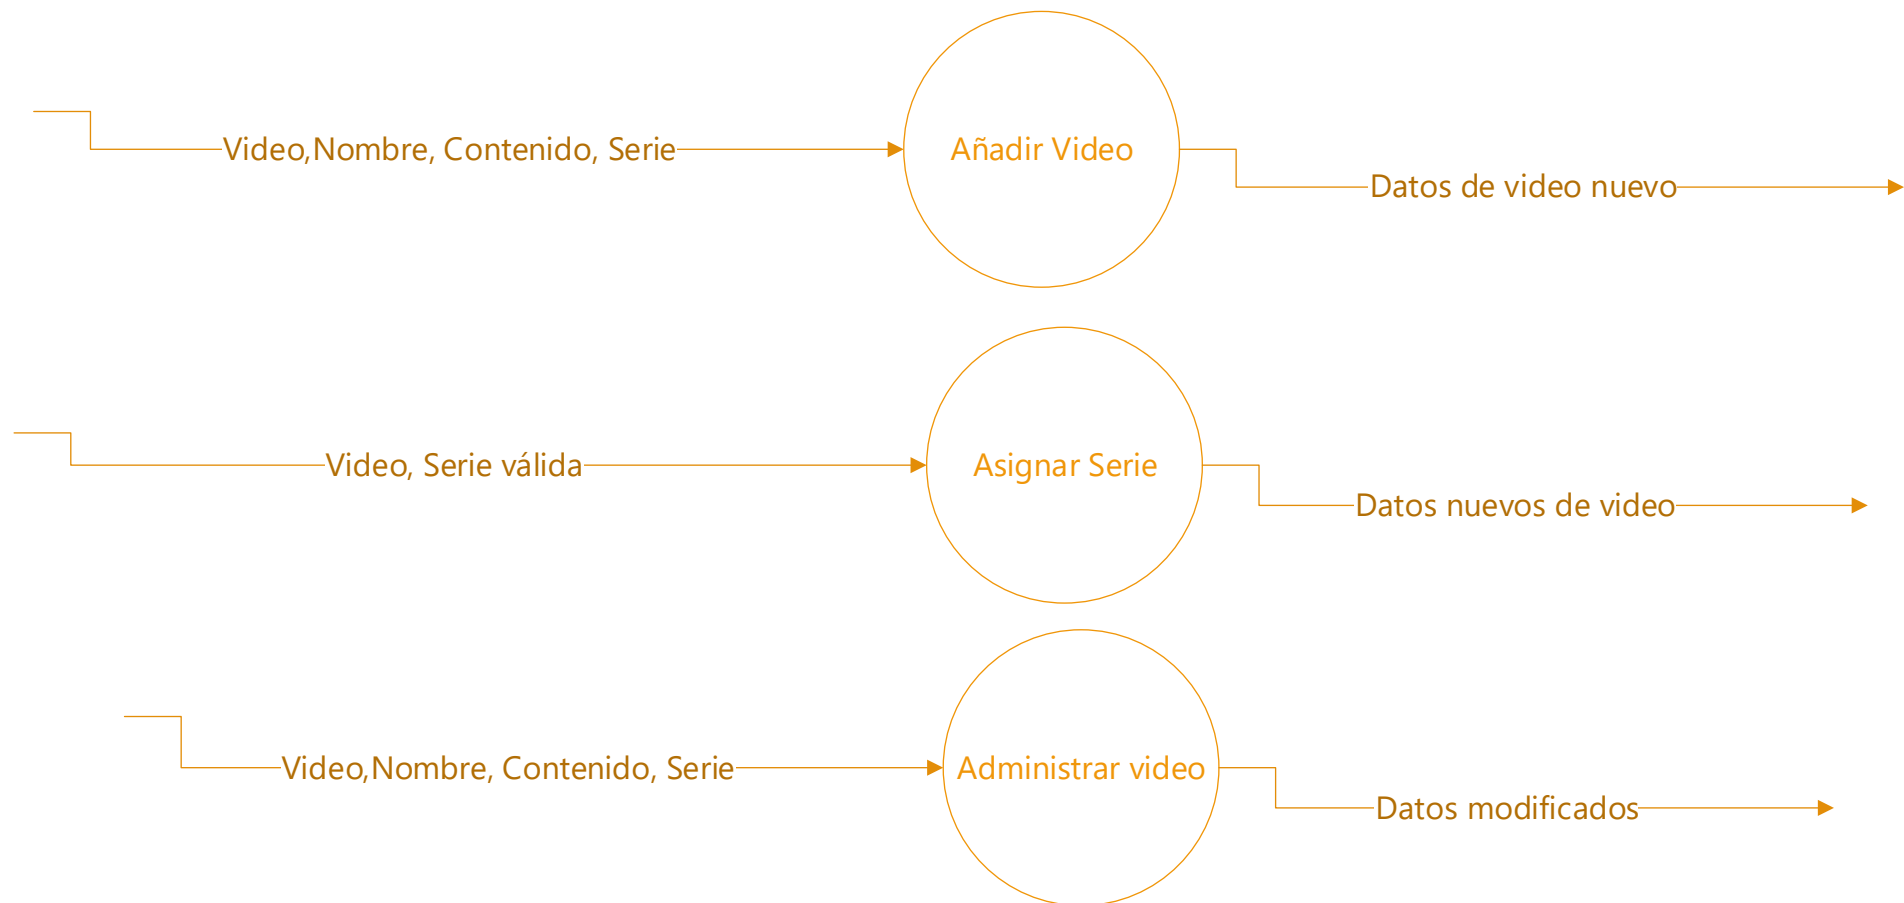 Video,Nombre, Contenido, Serie
Añadir Video
Datos de video nuevo
Video, Serie válida
Asignar Serie
Datos nuevos de video
Video,Nombre, Contenido, Serie
Administrar video
Datos modificados